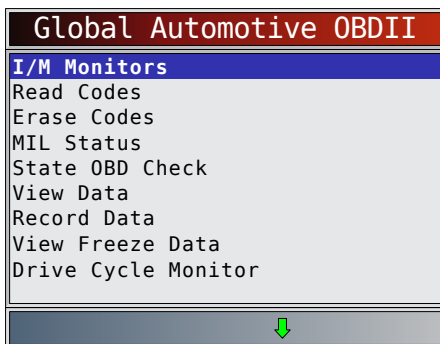 Global Automotive OBDII
I/M Monitors
Read Codes
Erase Codes
MIL Status
State OBD Check
View Data
Record Data
View Freeze Data
Drive Cycle Monitor